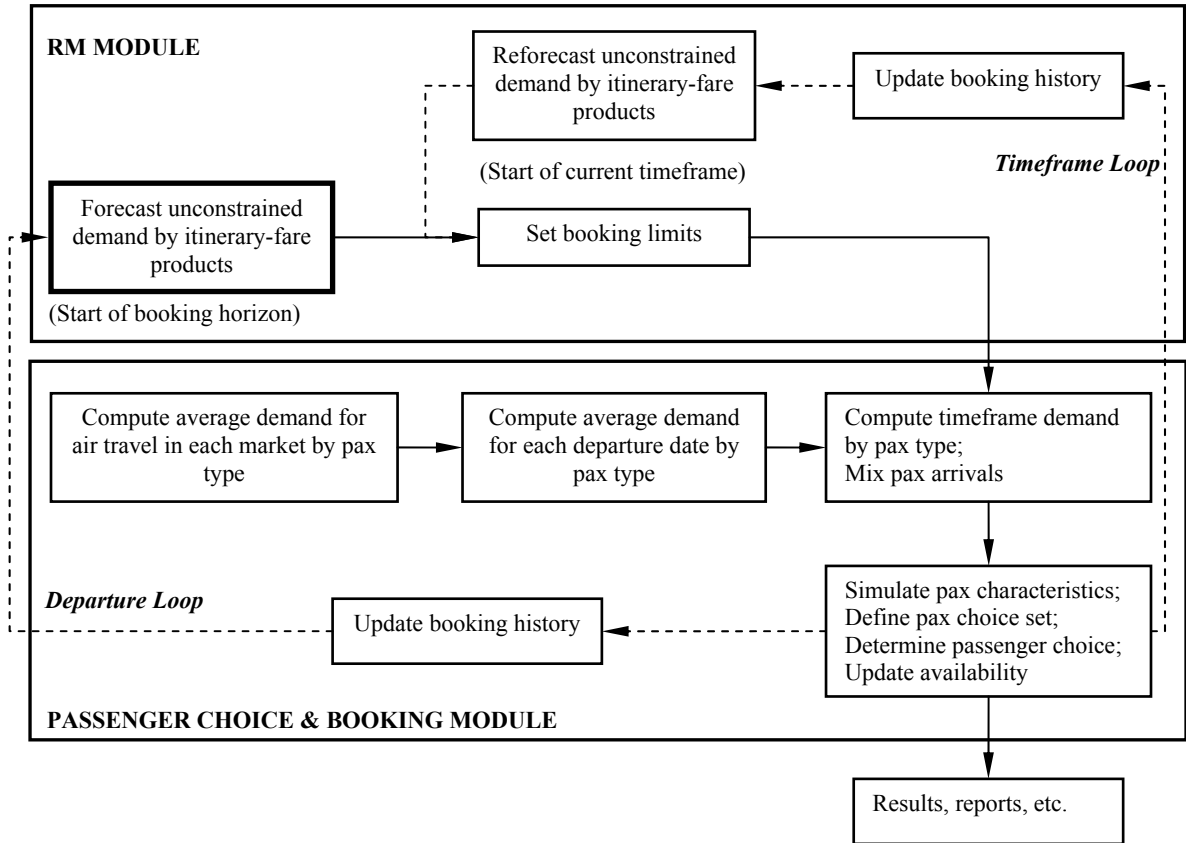 RM MODULE
Reforecast unconstrained
demand by itinerary-fare
products
Update booking history
(Start of current timeframe)
Timeframe Loop
Forecast unconstrained
demand by itinerary-fare
products
Set booking limits
(Start of booking horizon)
Compute average demand for
air travel in each market by pax
type
Compute average demand
for each departure date by
pax type
Compute timeframe demand
by pax type;
Mix pax arrivals
Departure Loop
Update booking history
Simulate pax characteristics;
Define pax choice set;
Determine passenger choice;
Update availability
PASSENGER CHOICE & BOOKING MODULE
Results, reports, etc.